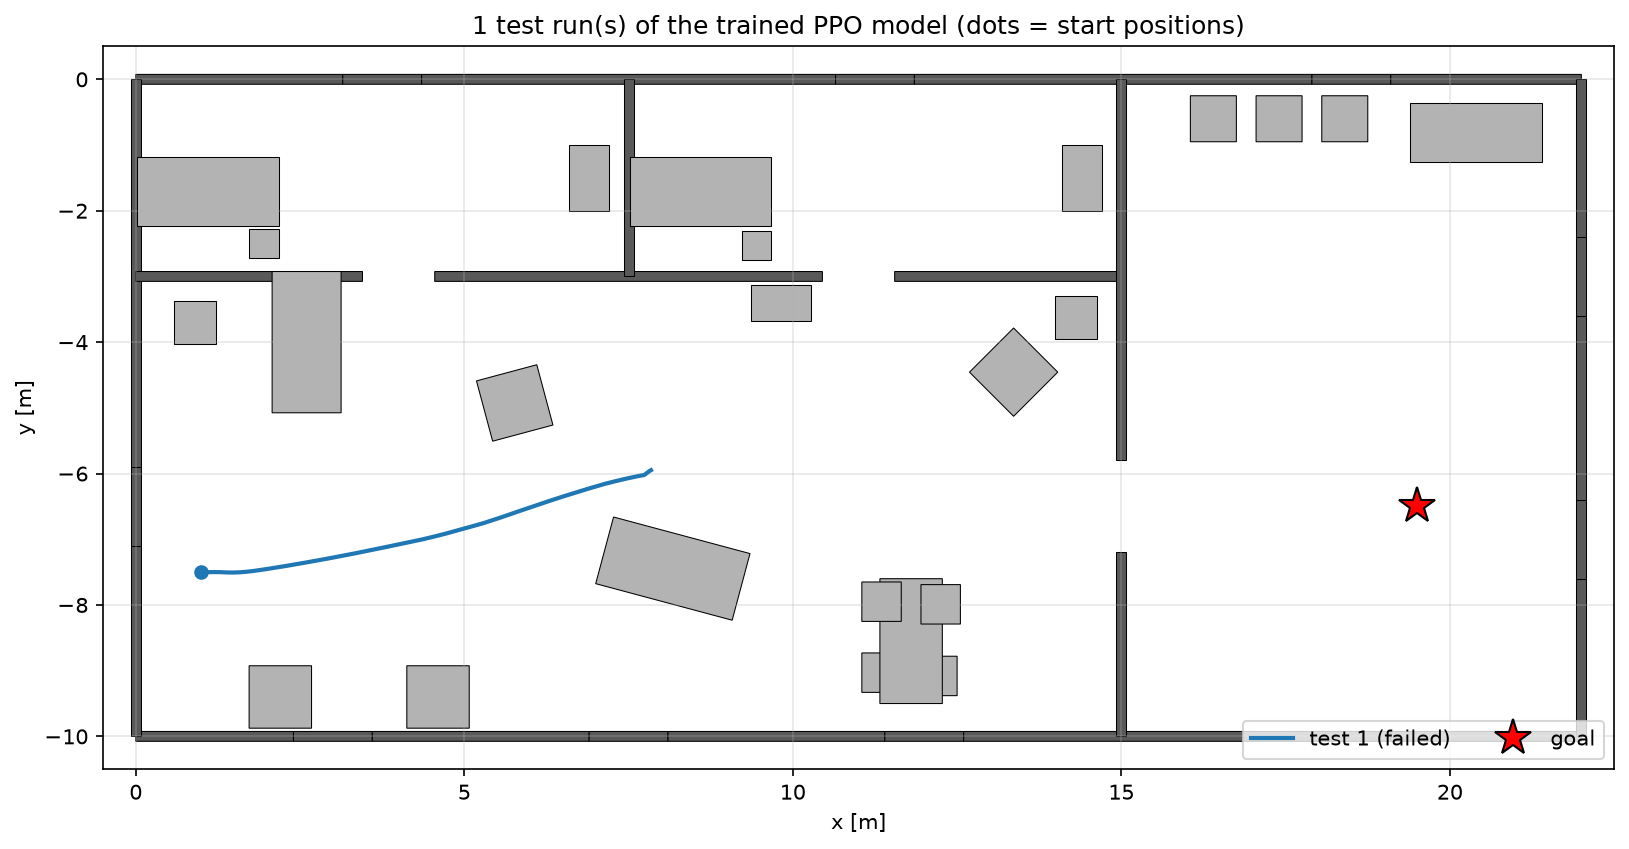 1 test run(s) of the trained PPO model (dots = start positions)
0
−2
−4
−6
−8
−10
y [m]
0
5
10
15
20
x [m]
test 1 (failed)
goal